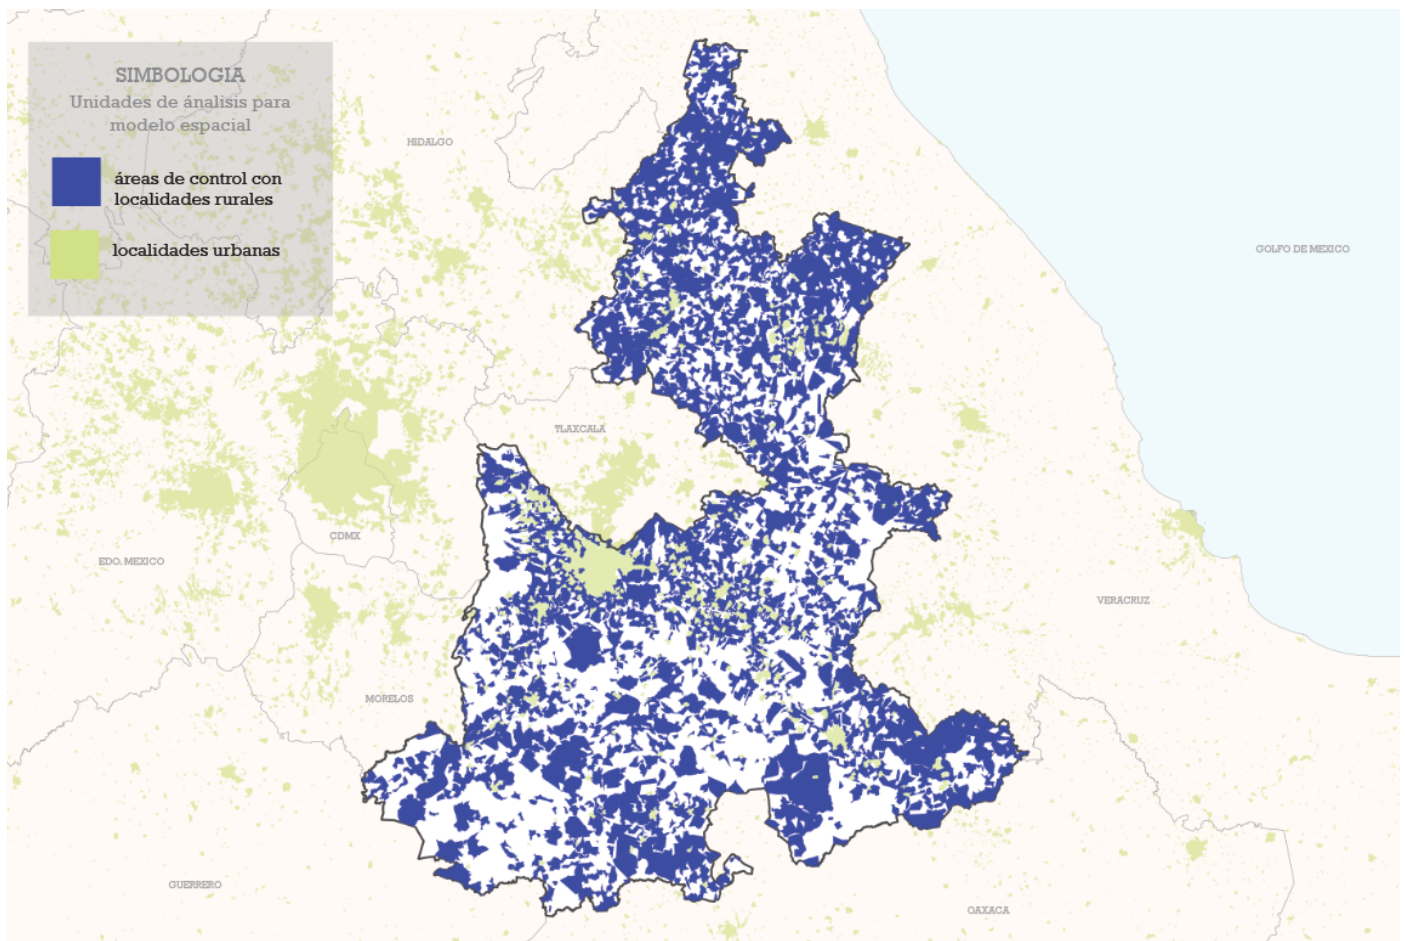 SIMBOLOGIA
Unidades de ánalisis para
modelo espacial
áreas de control con
localidades rurales
localidades urbanas
HIDALGO
GOLFO DE MEXICO
TLAXCALA
CDMX
EDO. MEXICO
VERACRUZ
MORELOS
GUERRERO
OAXACA